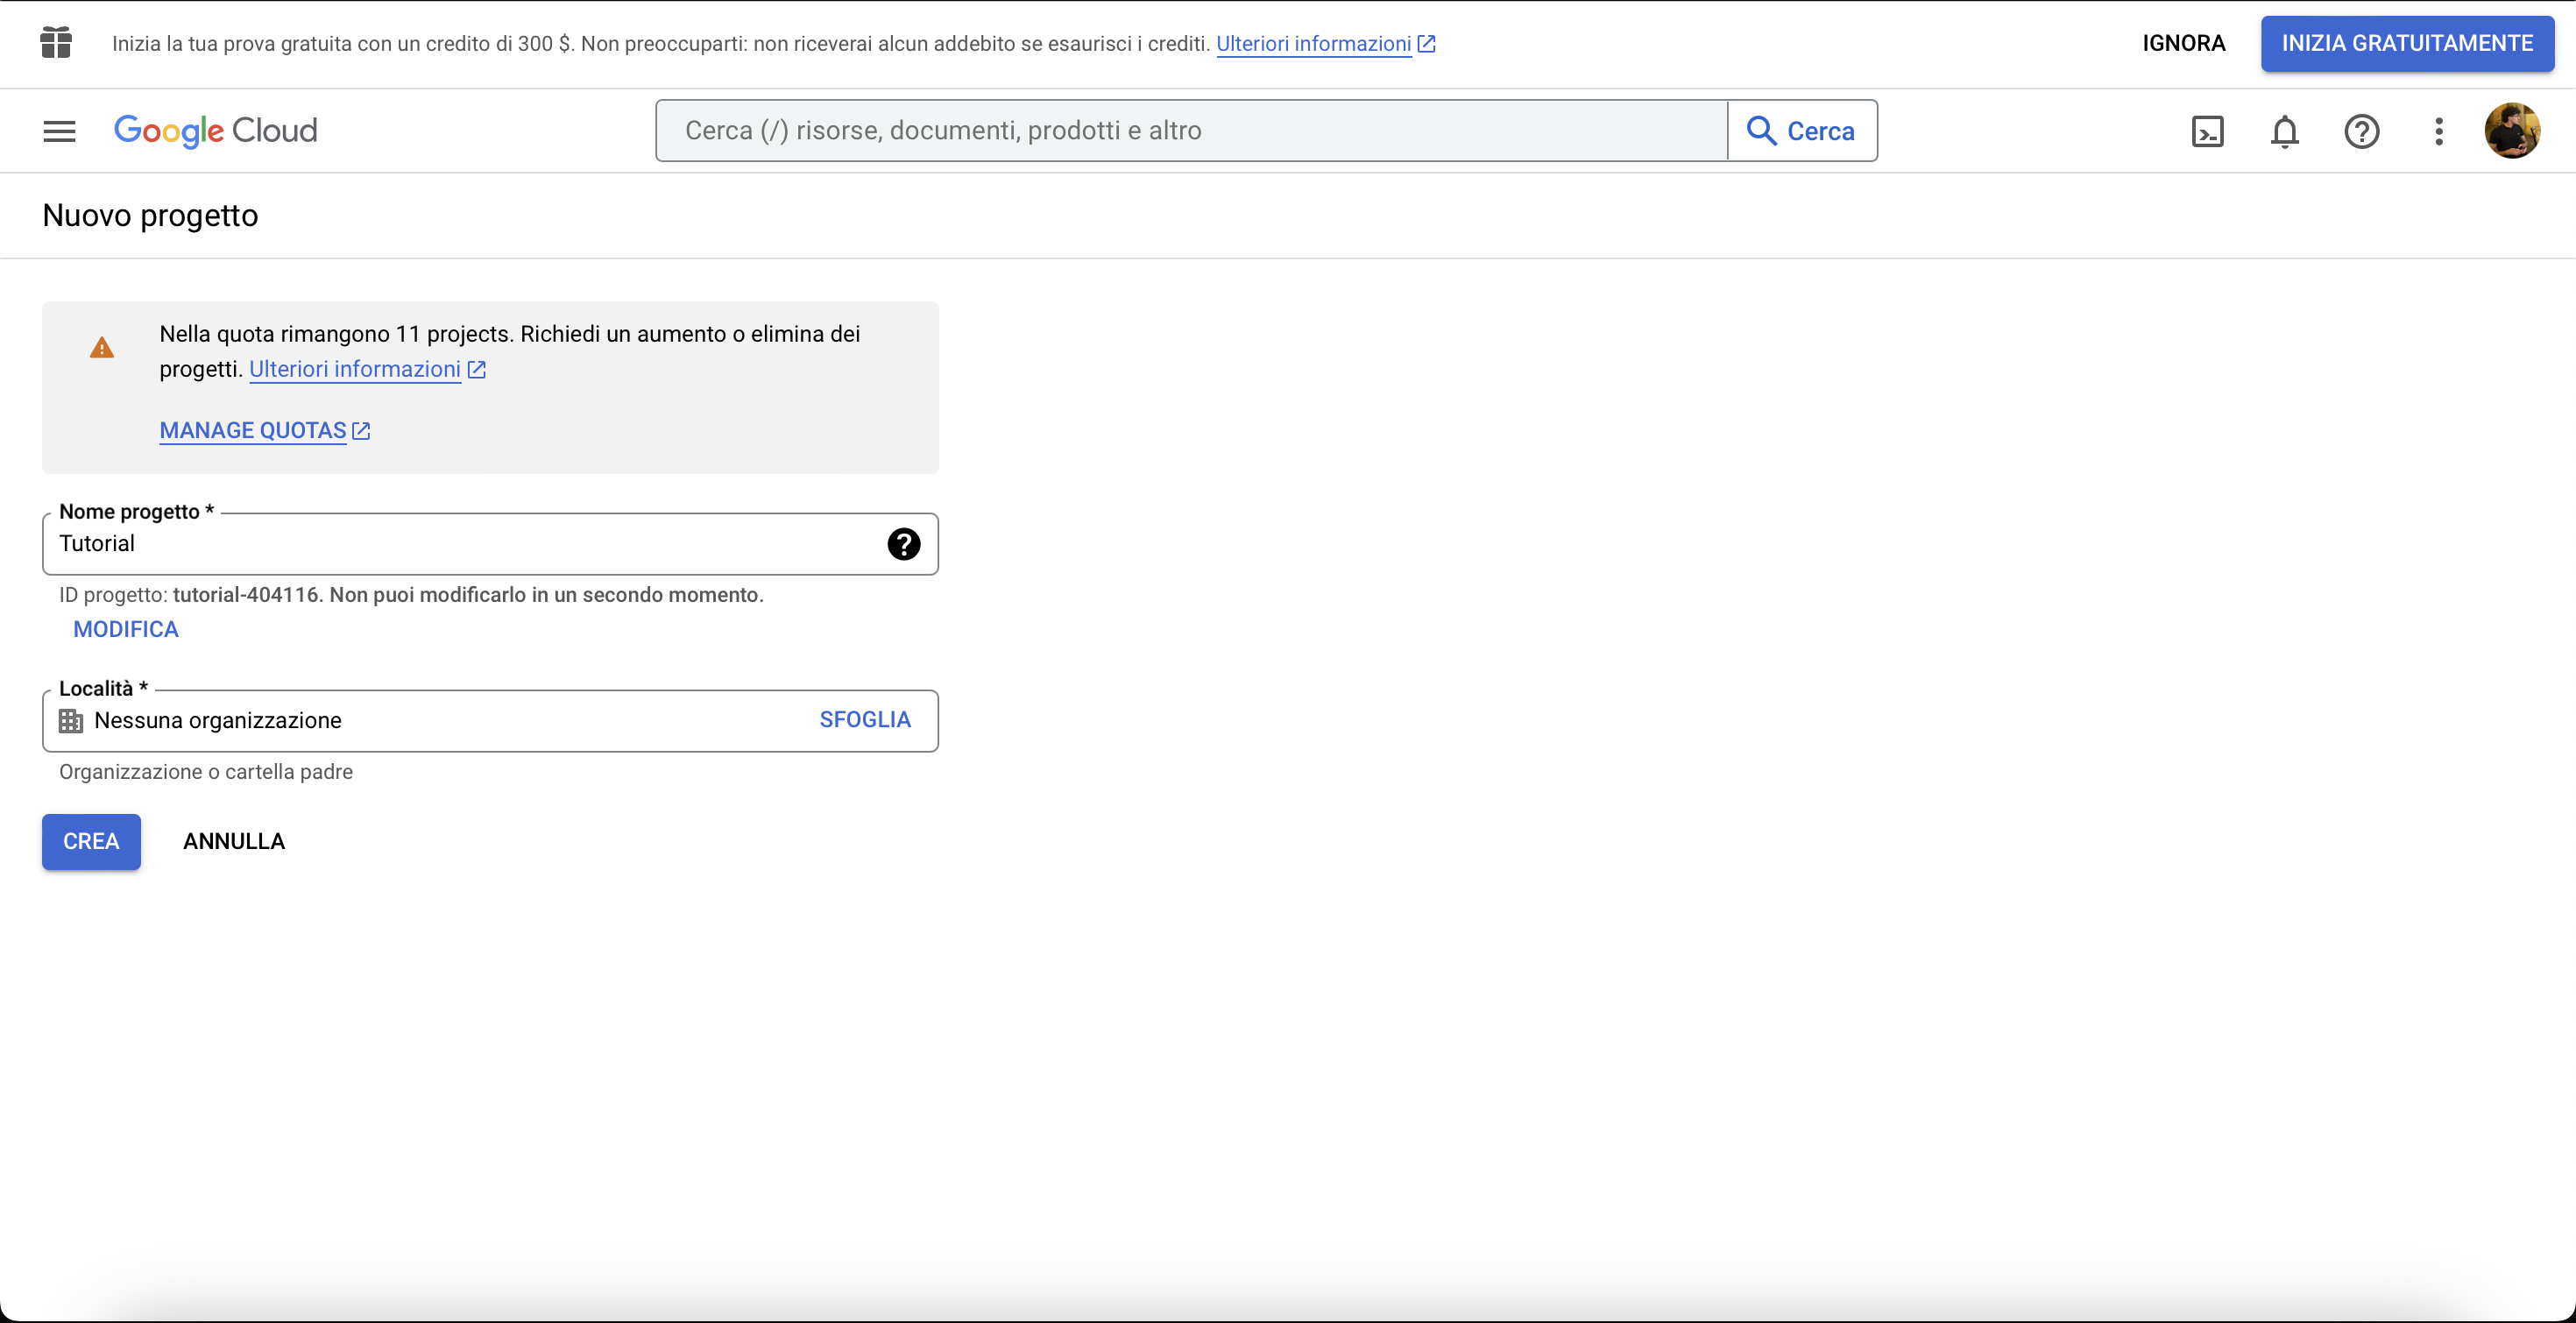 Inizia la tua prova gratuita con un credito di 300 $. Non preoccuparti: non riceverai alcun addebito se esaurisci i crediti. Ulteriori informazioni
IGNORA
INIZIA GRATUITAMENTE
Google Cloud
Cerca (/) risorse, documenti, prodotti e altro
Cerca
Nuovo progetto
Nella quota rimangono 11 projects. Richiedi un aumento o elimina dei
progetti. Ulteriori informazioni
MANAGE QUOTAS
Nome progetto *
Tutorial
ID progetto: tutorial-404116. Non puoi modificarlo in un secondo momento.
MODIFICA
Località *
Nessuna organizzazione
SFOGLIA
Organizzazione o cartella padre
CREA
ANNULLA